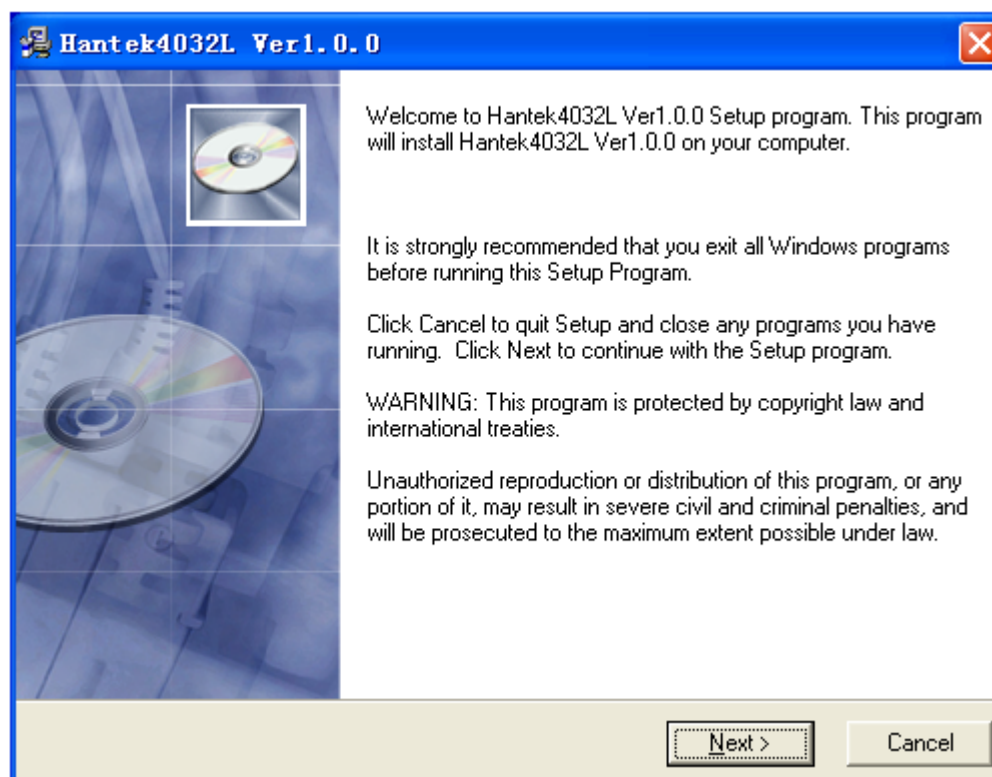 Hantek4032L Ver1.0.0
Welcome to Hantek4032L Ver1.0.0 Setup program. This program
will install Hantek4032L Ver1.0.0 on your computer.
It is strongly recommended that you exit all Windows programs
before running this Setup Program.
Click Cancel to quit Setup and close any programs you have
running.  Click Next to continue with the Setup program.
WARNING: This program is protected by copyright law and
international treaties.
Unauthorized reproduction or distribution of this program, or any
portion of it, may result in severe civil and criminal penalties, and
will be prosecuted to the maximum extent possible under law.
Next >
Cancel